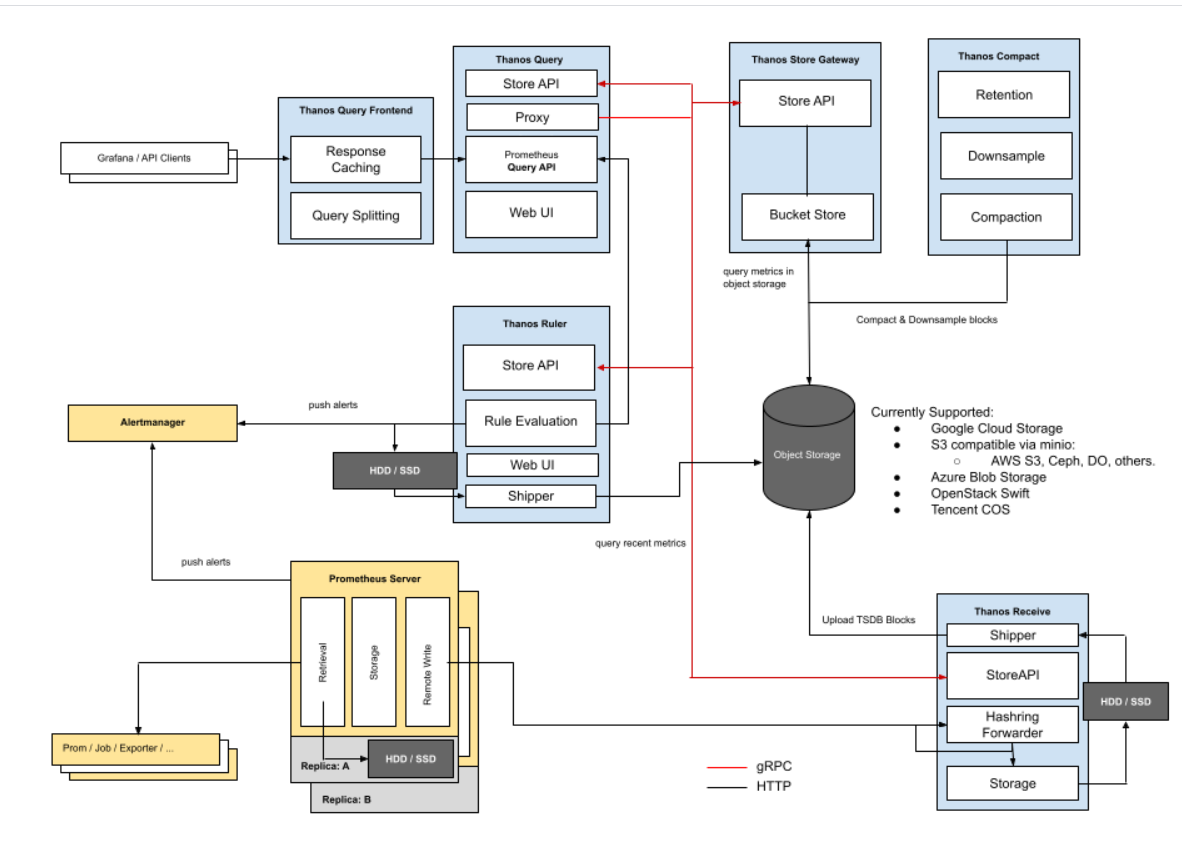 Thanos Query Frontend
Response
Caching
Query Splitting
Grafana / API Clients
Thanos Query
Store API
Proxy
Prometheus
Query API
Web UI
Thanos Store Gateway
Store API
Bucket Store
Thanos Compact
Retention
Downsample
Compaction
query metrics in
object storage
Compact & Downsample blocks
Thanos Ruler
Store API
Rule Evaluation
Web UI
Shipper
push alerts
Alertmanager
HDD / SSD
Object Storage
Currently Supported:
● Google Cloud Storage
● S3 compatible via minio:
○ AWS S3, Ceph, DO, others.
● Azure Blob Storage
● OpenStack Swift
● Tencent COS
query recent metrics
push alerts
Prometheus Server
Retrieval
Storage
Remote Write
Replica: A
HDD / SSD
Replica: B
Prom / Job / Exporter / ...
Upload TSDB Blocks
Thanos Receive
Shipper
StoreAPI
Hashring
Forwarder
Storage
HDD / SSD
gRPC
HTTP